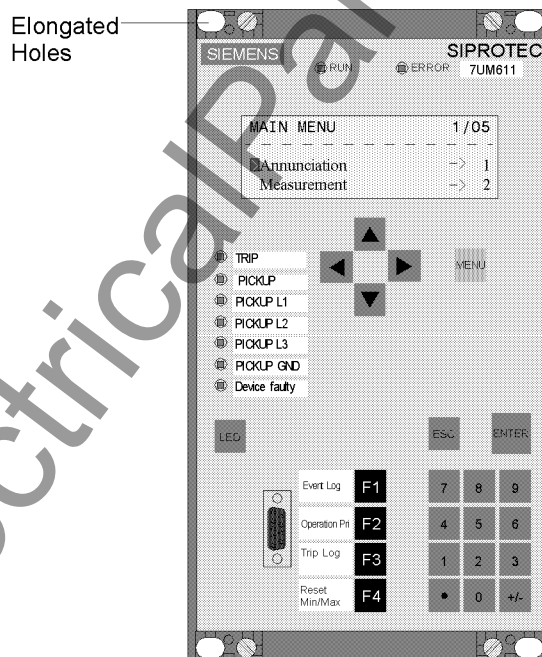 Elongated
Holes
SIEMENS
SIPROTEC
RUN
ERROR
7UM611
MAIN MENU 1/05
Annunciation -> 1
Measurement -> 2
TRIP
PICKUP
PICKUP L1
PICKUP L2
PICKUP L3
PICKUP GND
Device faulty
MENU
LED
ESC
ENTER
Event Log F1
Operation Pri F2
Trip Log F3
Reset
Min/Max F4
7 8 9
4 5 6
1 2 3
• 0 +/-